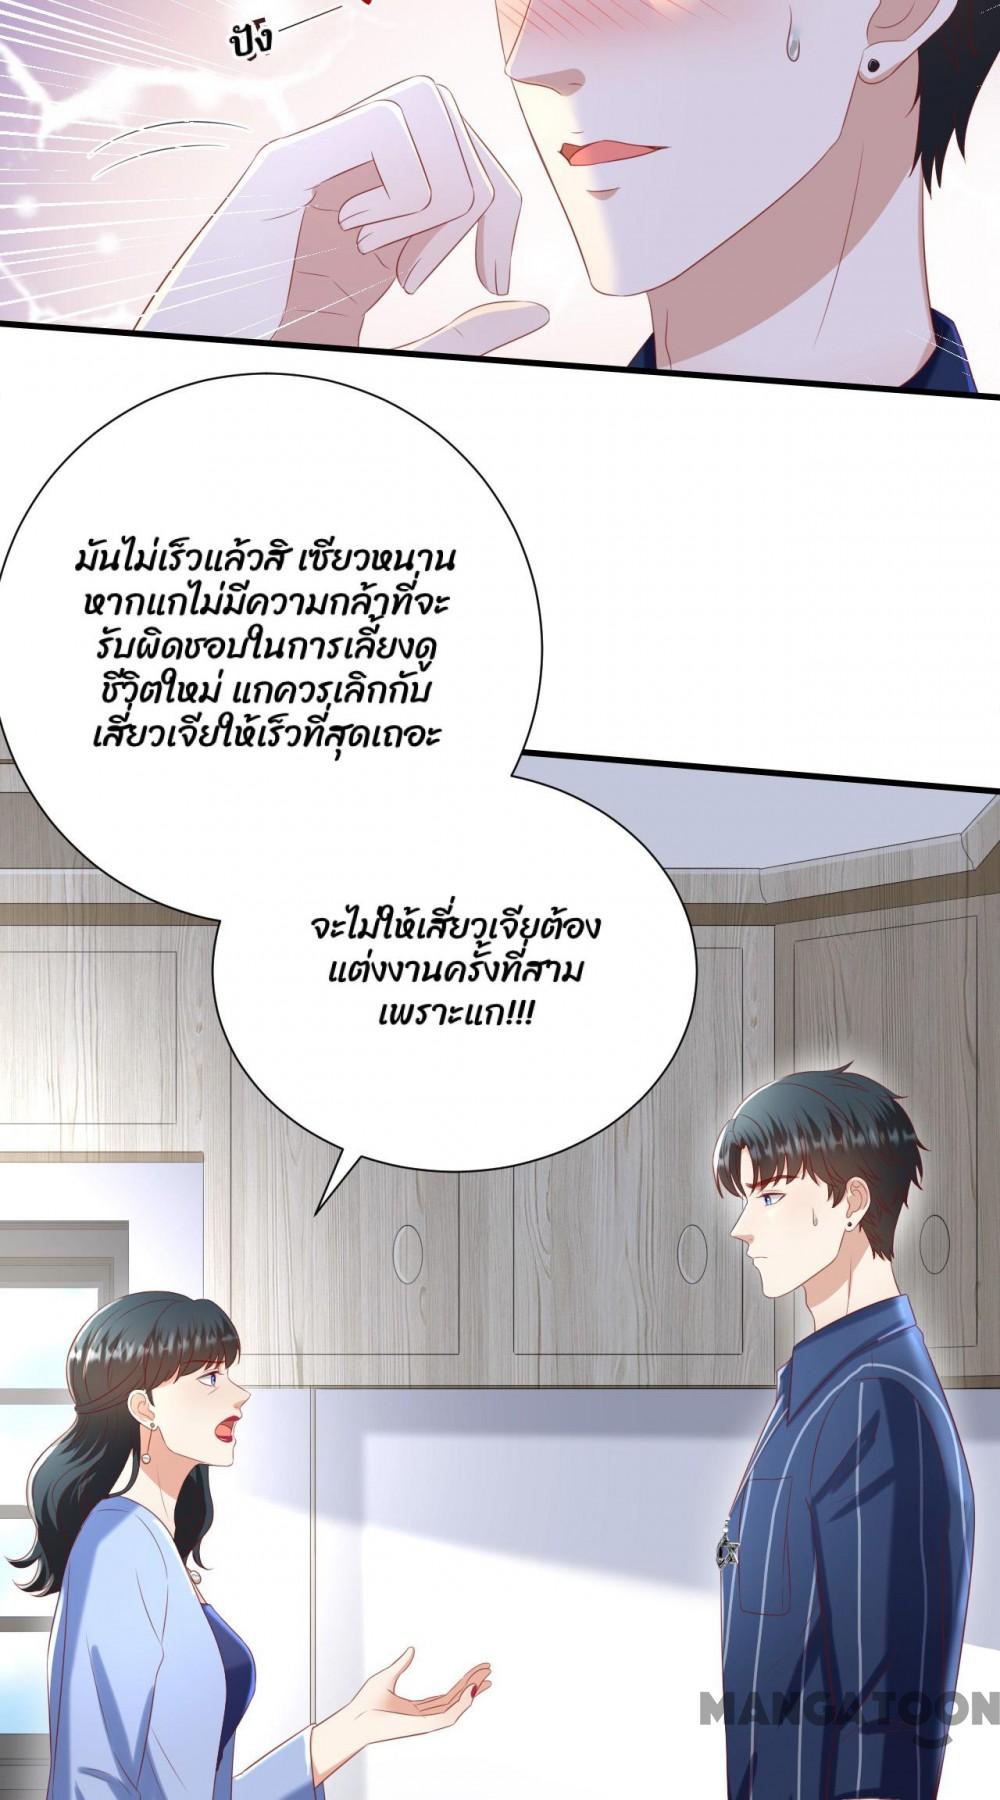 ปัง
มันไม่เร็วแล้วสิ เซียวหนาน
หากแกไม่มีความกล้าที่จะ
รับผิดชอบในการเลี้ยงดู
ชีวิตใหม่ แกควรเลิกกับ
เสี่ยวเจียให้เร็วที่สุดเถอะ
จะไม่ให้เสี่ยวเจียต้อง
แต่งงานครั้งที่สาม
เพราะแก!!!
MANGATOON